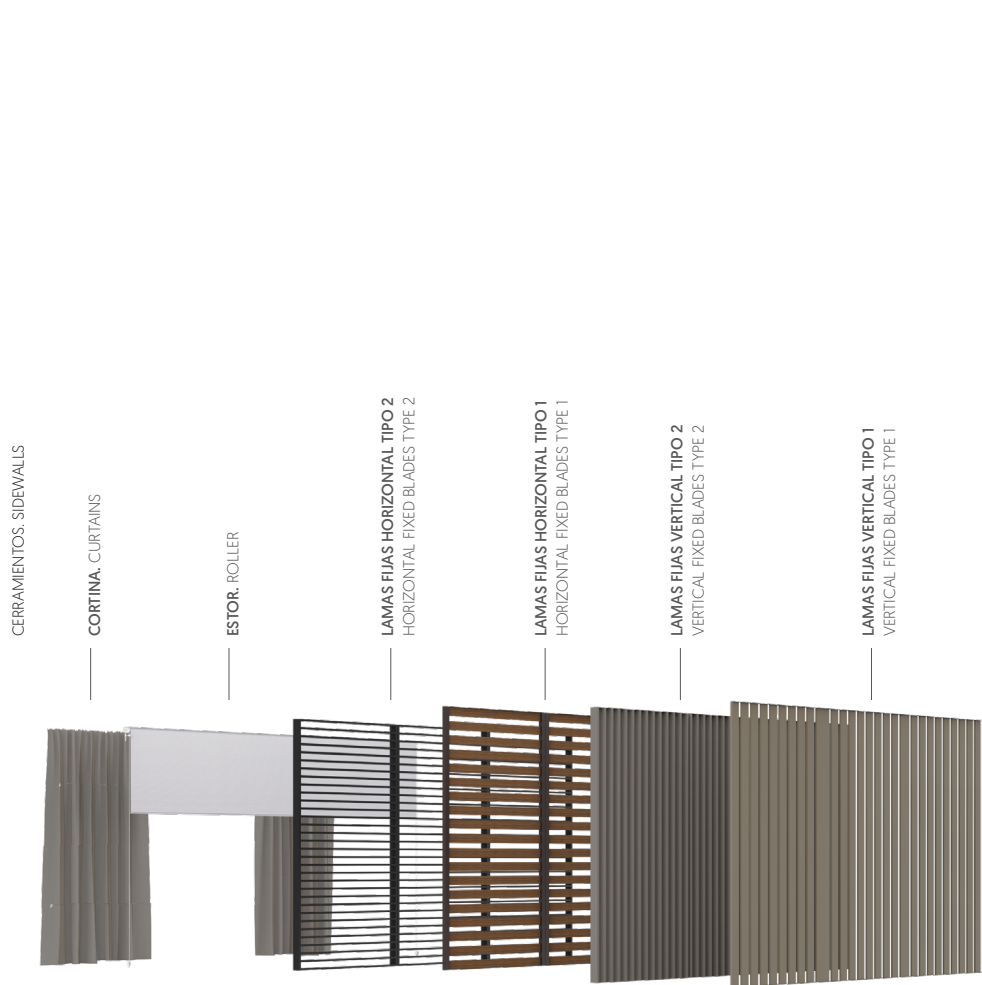 CERRAMIENTOS. SIDEWALLS
CORTINA. CURTAINS
ESTOR. ROLLER
LAMAS FIJAS HORIZONTAL TIPO 2
HORIZONTAL FIXED BLADES TYPE 2
LAMAS FIJAS HORIZONTAL TIPO 1
HORIZONTAL FIXED BLADES TYPE 1
LAMAS FIJAS VERTICAL TIPO 2
VERTICAL FIXED BLADES TYPE 2
LAMAS FIJAS VERTICAL TIPO 1
VERTICAL FIXED BLADES TYPE 1